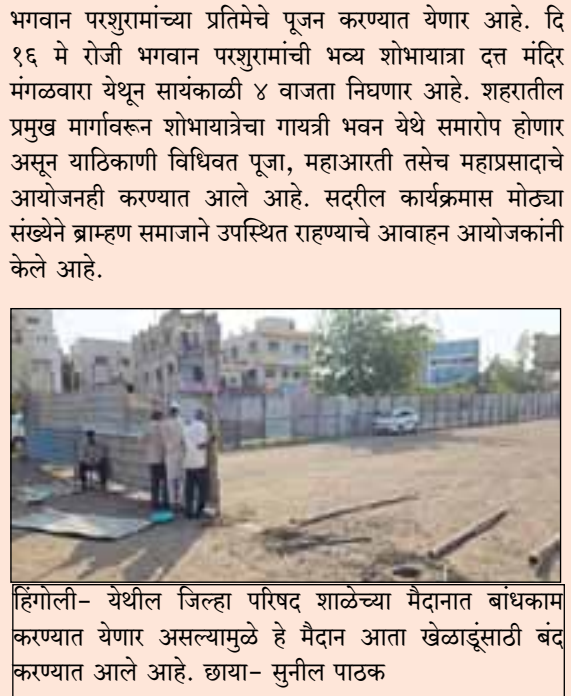 भगवान परशुरामांच्या प्रतिमेचे पूजन करण्यात येणार आहे. दि
१६ मे रोजी भगवान परशुरामांची भव्य शोभायात्रा दत्त मंदिर
मंगळवारा येथून सायंकाळी ४ वाजता निघणार आहे. शहरातील
प्रमुख मार्गावरून शोभायात्रेचा गायत्री भवन येथे समारोप होणार
असून याठिकाणी विधिवत पूजा, महाआरती तसेच महाप्रसादाचे
आयोजनही करण्यात आले आहे. सदरील कार्यक्रमास मोठ्या
संख्येने ब्राम्हण समाजाने उपस्थित राहण्याचे आवाहन आयोजकांनी
केले आहे.
हिंगोली- येथील जिल्हा परिषद शाळेच्या मैदानात बांधकाम
करण्यात येणार असल्यामुळे हे मैदान आता खेळाडूंसाठी बंद
करण्यात आले आहे. छाया- सुनील पाठक